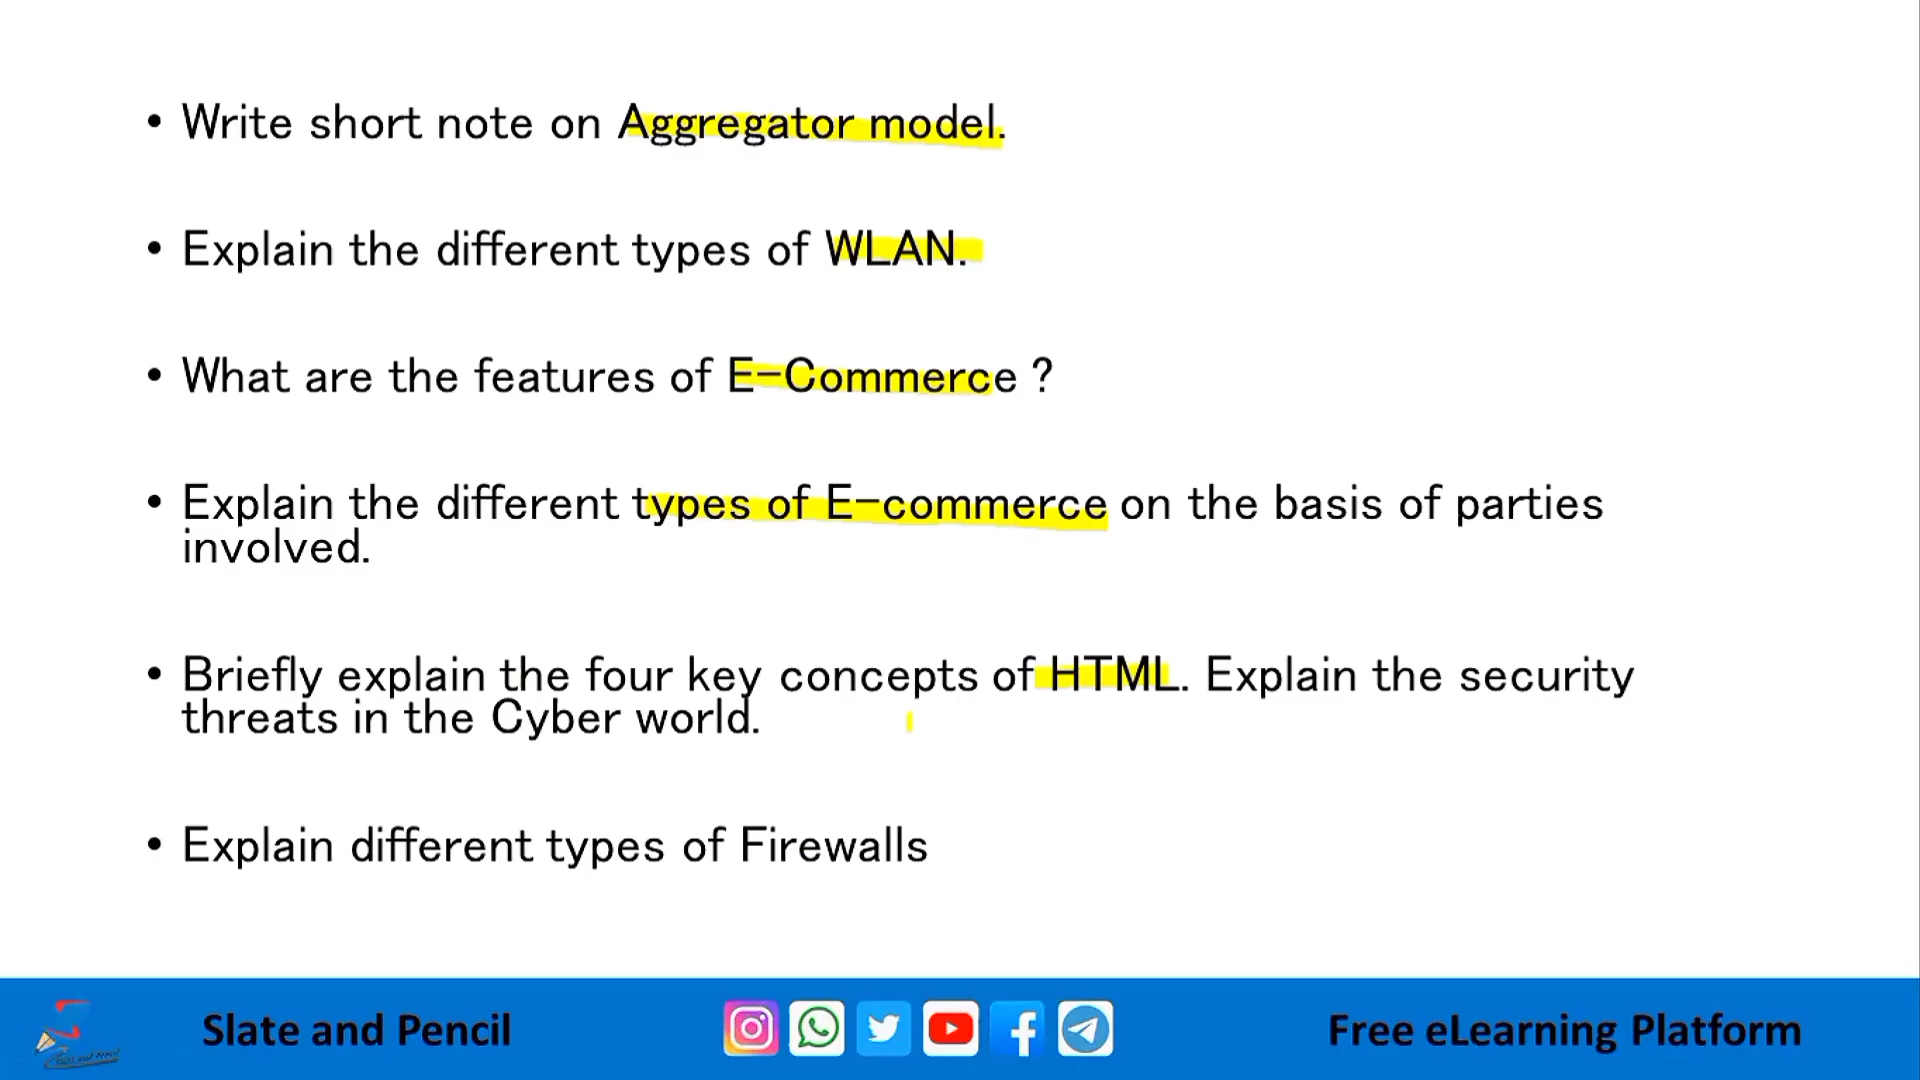 • Write short note on Aggregator model.
• Explain the different types of WLAN.
• What are the features of E-Commerce ?
• Explain the different types of E-commerce on the basis of parties
involved.
• Briefly explain the four key concepts of HTML. Explain the security
threats in the Cyber world.
• Explain different types of Firewalls
Slate and Pencil
Free eLearning Platform